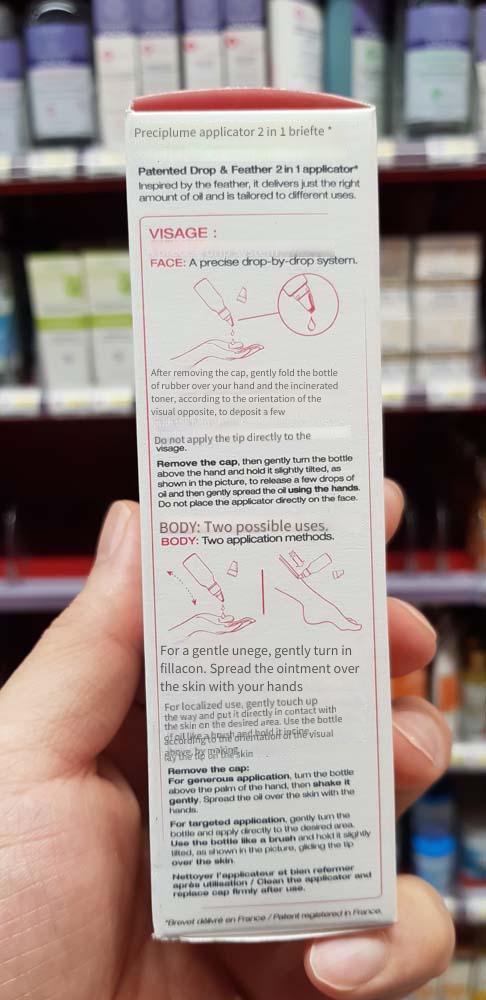 Preciplume applicator 2 in 1 briefte *
Patented Drop & Feather 2 in 1 applicator*
Inspired by the feather, it delivers just the right
amount of oil and is tailored to different uses.
VISAGE :
FACE: A precise drop-by-drop system.
After removing the cap, gently fold the bottle
of rubber over your hand and the incinerated
toner, according to the orientation of the
visual opposite, to deposit a few
Do not apply the tip directly to the
visage.
Remove the cap, then gently turn the bottle
above the hand and hold it slightly tilted, as
shown in the picture, to release a few drops of
oil and then gently spread the oil using the hands.
Do not place the applicator directly on the face.
BODY: Two possible uses.
BODY: Two application methods.
For a gentle unege, gently turn in
fillacon. Spread the ointment over
the skin with your hands
For localized use, gently touch up
the way and put it directly in contact with
the skin on the desired area. Use the bottle
according to the orientation of the visual
above, by making
lay the tip on the skin
Remove the cap:
For generous application, turn the bottle
above the palm of the hand, then shake it
gently. Spread the oil over the skin with the
hands.
For targeted application, gently turn the
bottle and apply directly to the desired area.
Use the bottle like a brush and hold it slightly
tilted, as shown in the picture, gliding the tip
over the skin.
Nettoyer l'applicateur et bien refermer
après utilisation / Clean the applicator and
replace cap firmly after use.
*Brevet délivré en France / Patent registered in France.